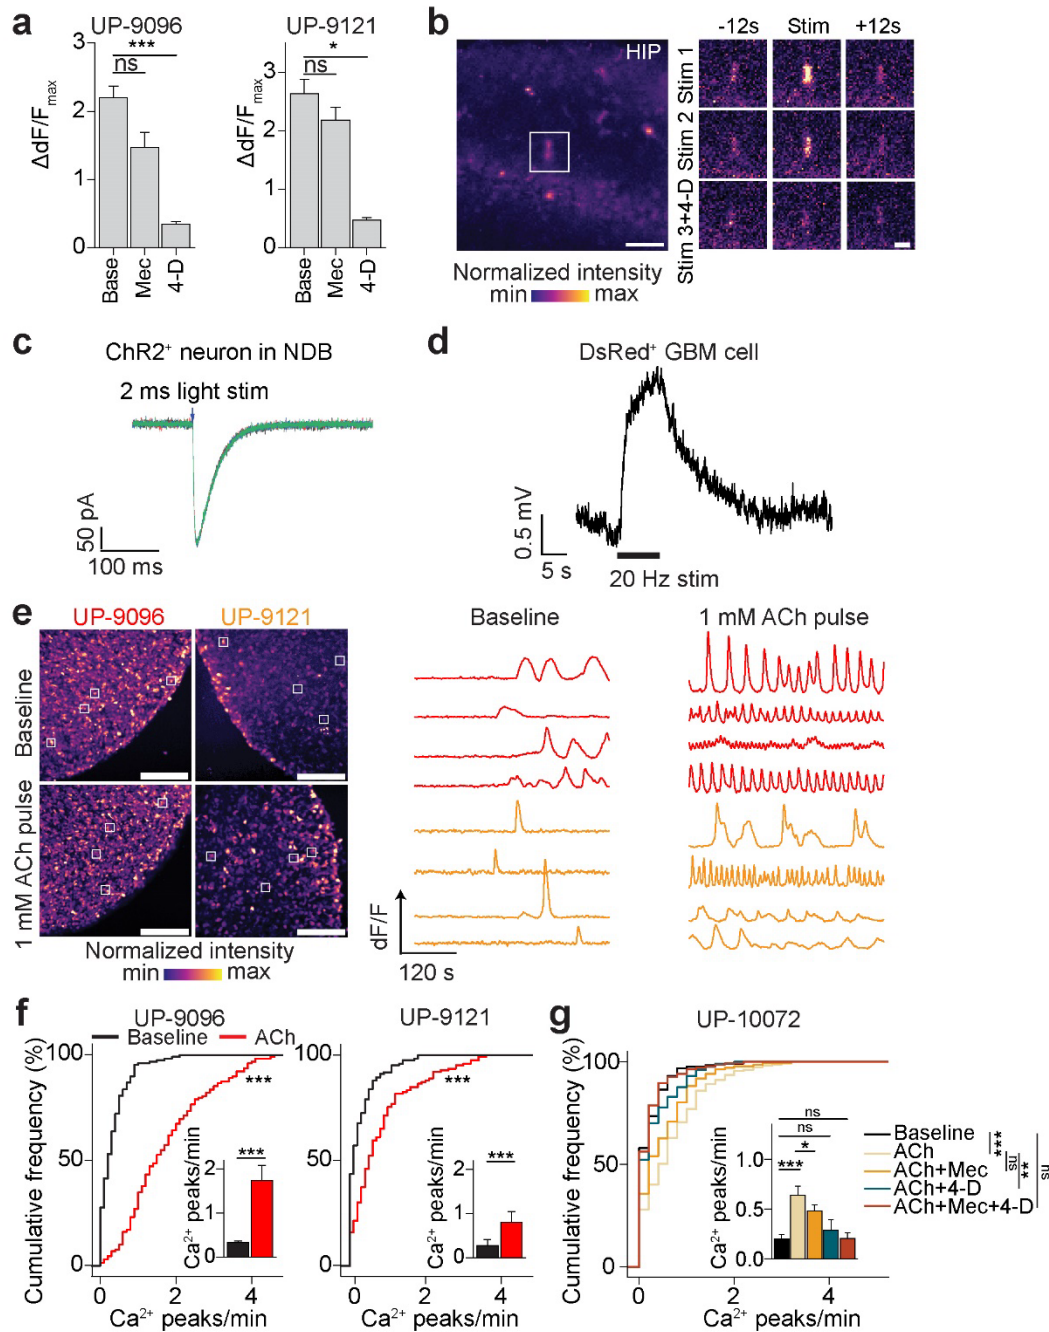 a
UP-9096
UP-9121
ΔdF/Fmax
3
2
1
0
***
ns
Base
Mec
4-D
ΔdF/Fmax
3
2
1
0
*
ns
Base
Mec
4-D
b
HIP
-12s
Stim
+12s
Stim 1
Stim 2
Stim 3+4-D
Normalized intensity
min
max
c
ChR2+ neuron in NDB
2 ms light stim
50 pA
100 ms
d
DsRed+ GBM cell
0.5 mV
5 s
20 Hz stim
e
UP-9096
UP-9121
Baseline
1 mM ACh pulse
Normalized intensity
min
max
Baseline
1 mM ACh pulse
dF/F
120 s
f
UP-9096
UP-9121
Baseline
ACh
Cumulative frequency (%)
100
50
0
***
Ca2+ peaks/min
2
1
0
***
0
2
4
Ca2+ peaks/min
100
50
0
***
Ca2+ peaks/min
2
1
0
***
0
2
4
Ca2+ peaks/min
g
UP-10072
Cumulative frequency (%)
100
50
0
Ca2+ peaks/min
1.0
0.5
0.0
ns
ns
*
***
0
2
4
Ca2+ peaks/min
Baseline
ACh
ACh+Mec
ACh+4-D
ACh+Mec+4-D
***
ns
**
ns